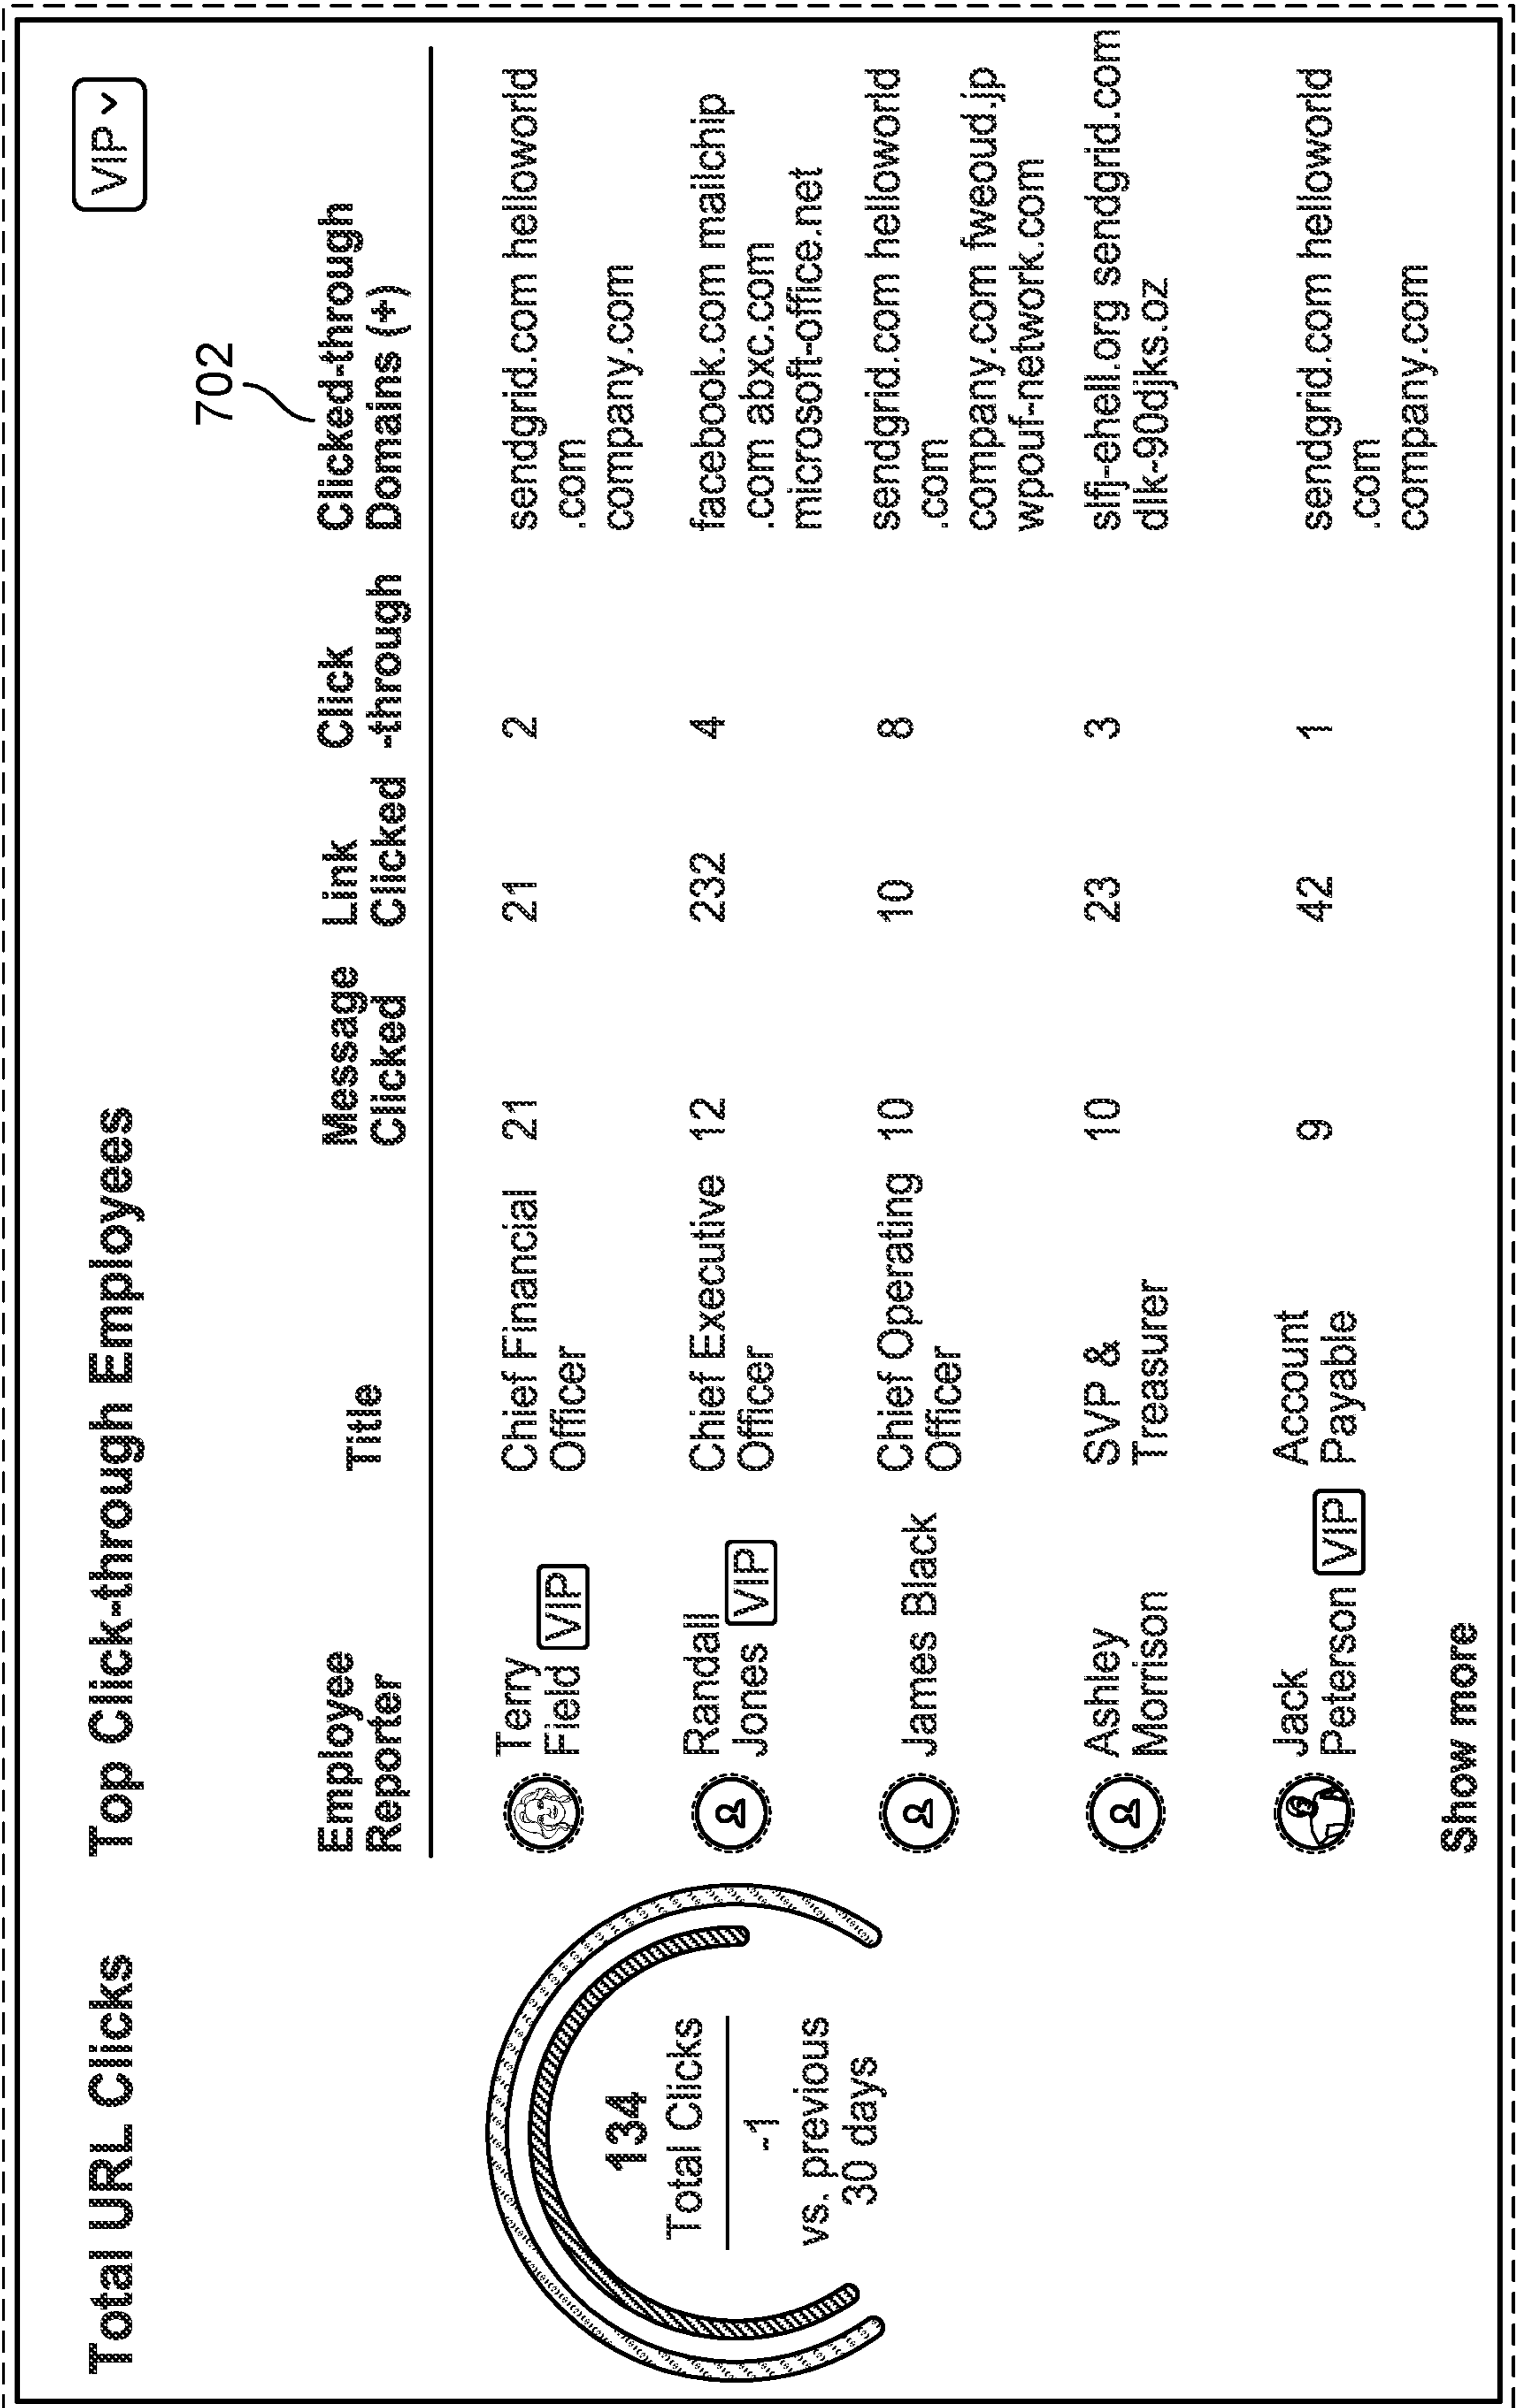 Total URL Clicks
134
Total Clicks
-1
vs. previous
30 days
Top Click-through Employees
VIP
702
Employee
Reporter
Title
Message
Clicked
Link
Clicked
Click
-through
Clicked-through
Domains (+)
Terry
Field VIP
Chief Financial
Officer
21
21
2
sendgrid.com helloworld
.com
company.com
Randall
Jones VIP
Chief Executive
Officer
12
232
4
facebook.com mailchip
.com abxc.com
microsoft-office.net
James Black
Chief Operating
Officer
10
10
8
sendgrid.com helloworld
.com
company.com fweoud.jp
wpouf-network.com
Ashley
Morrison
SVP &
Treasurer
10
23
3
slfj-ehell.org sendgrid.com
dlk-90djks.oz
Jack
Peterson VIP
Account
Payable
9
42
1
sendgrid.com helloworld
.com
company.com
Show more